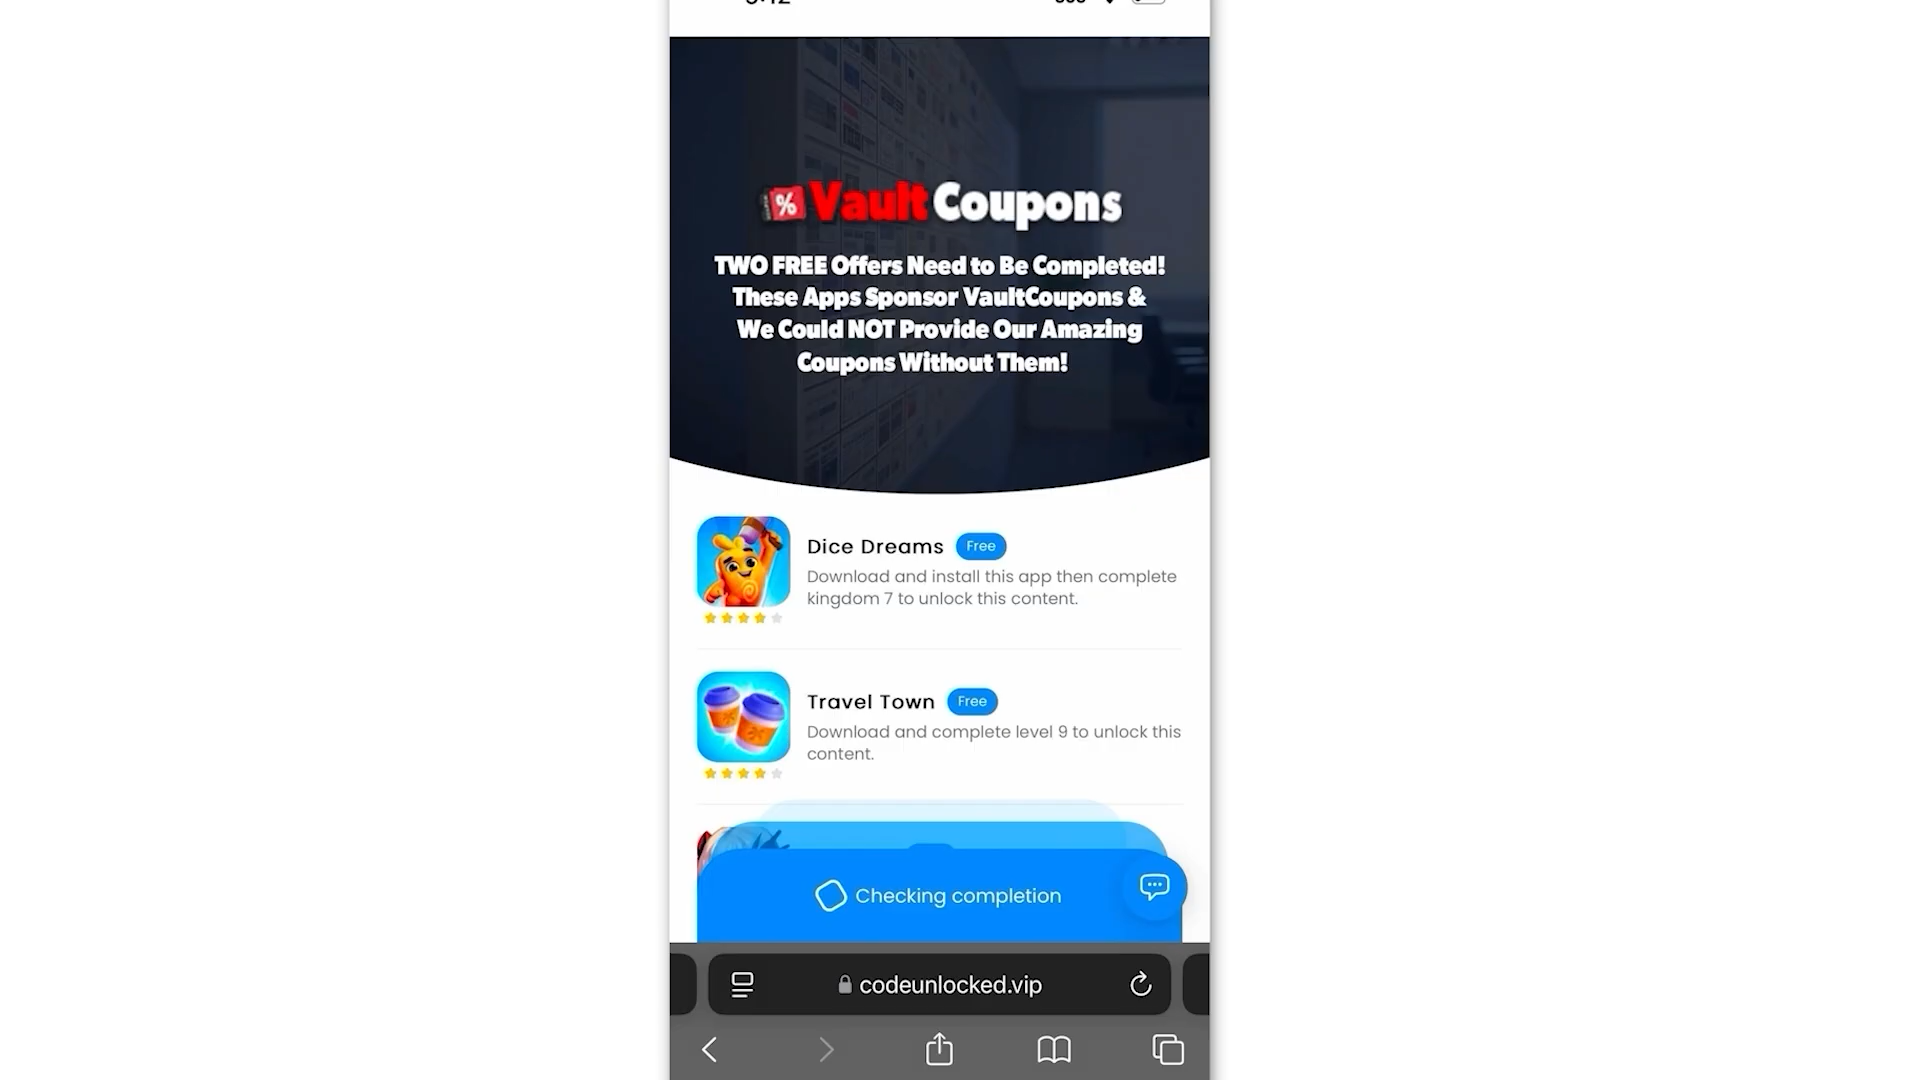 VaultCoupons
TWO FREE Offers Need to Be Completed!
These Apps Sponsor VaultCoupons &
We Could NOT Provide Our Amazing
Coupons Without Them!
Dice Dreams Free
Download and install this app then complete
kingdom 7 to unlock this content.
Travel Town Free
Download and complete level 9 to unlock this
content.
Checking completion
codeunlocked.vip